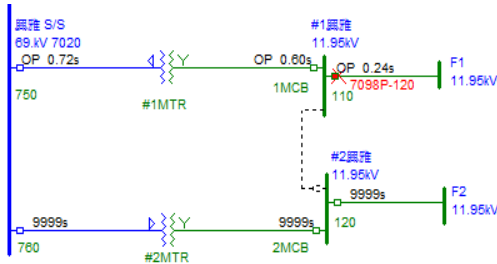 興雅 S/S
69.kV 7020
OP 0.72s
750
#1MTR
OP 0.60s
1MCB
#1興雅
11.95kV
OP 0.24s
7098P-120
110
F1
11.95kV
#2興雅
11.95kV
9999s
120
F2
11.95kV
9999s
760
#2MTR
9999s
2MCB